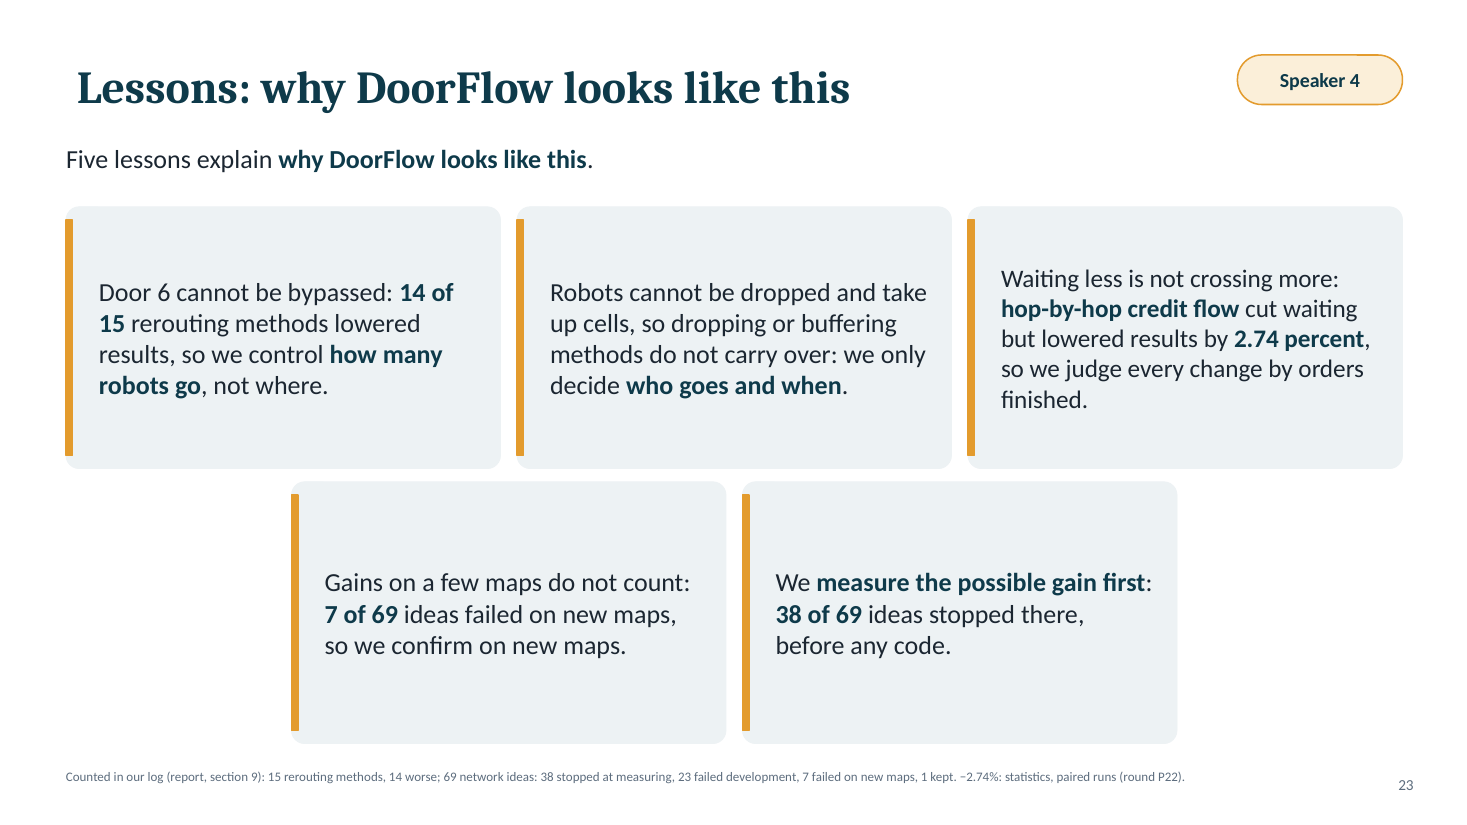 Lessons: why DoorFlow looks like this
Speaker 4
Five lessons explain why DoorFlow looks like this.
Door 6 cannot be bypassed: 14 of
15 rerouting methods lowered
results, so we control how many
robots go, not where.
Robots cannot be dropped and take
up cells, so dropping or buffering
methods do not carry over: we only
decide who goes and when.
Waiting less is not crossing more:
hop-by-hop credit flow cut waiting
but lowered results by 2.74 percent,
so we judge every change by orders
finished.
Gains on a few maps do not count:
7 of 69 ideas failed on new maps,
so we confirm on new maps.
We measure the possible gain first:
38 of 69 ideas stopped there,
before any code.
Counted in our log (report, section 9): 15 rerouting methods, 14 worse; 69 network ideas: 38 stopped at measuring, 23 failed development, 7 failed on new maps, 1 kept. −2.74%: statistics, paired runs (round P22).
23